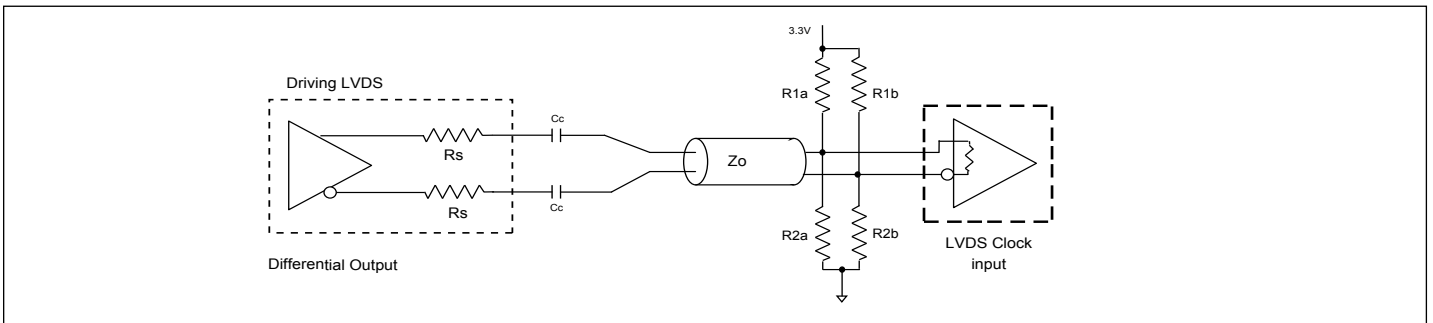 3.3V
Driving LVDS
R1a
R1b
Cc
Rs
Zo
Rs
Cc
R2a
R2b
LVDS Clock
input
Differential Output